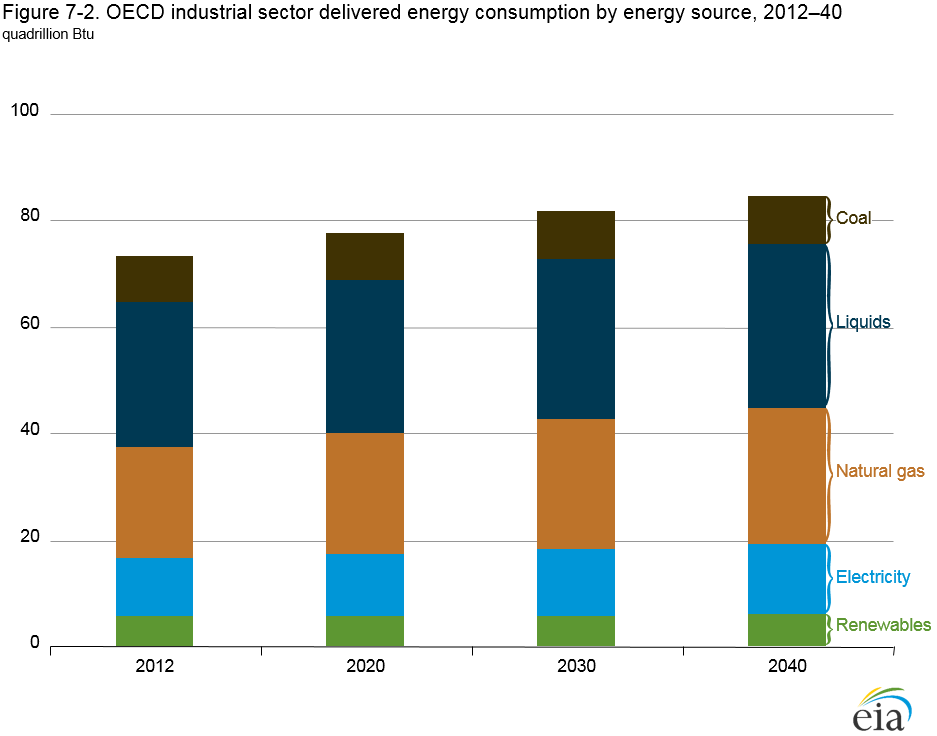 Figure 7-2. OECD industrial sector delivered energy consumption by energy source, 2012–40
quadrillion Btu
100
80
60
40
20
0
Coal
Liquids
Natural gas
Electricity
Renewables
2012 2020 2030 2040
eia